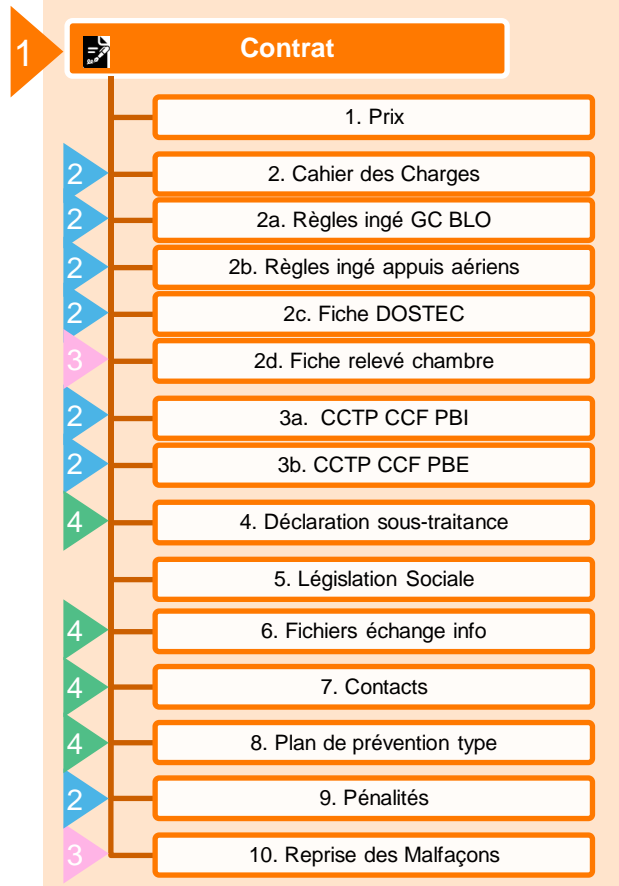 1 Contrat
1. Prix
2 2. Cahier des Charges
2 2a. Règles ingé GC BLO
2 2b. Règles ingé appuis aériens
2 2c. Fiche DOSTEC
3 2d. Fiche relevé chambre
2 3a. CCTP CCF PBI
2 3b. CCTP CCF PBE
4 4. Déclaration sous-traitance
5. Législation Sociale
4 6. Fichiers échange info
4 7. Contacts
4 8. Plan de prévention type
2 9. Pénalités
3 10. Reprise des Malfaçons